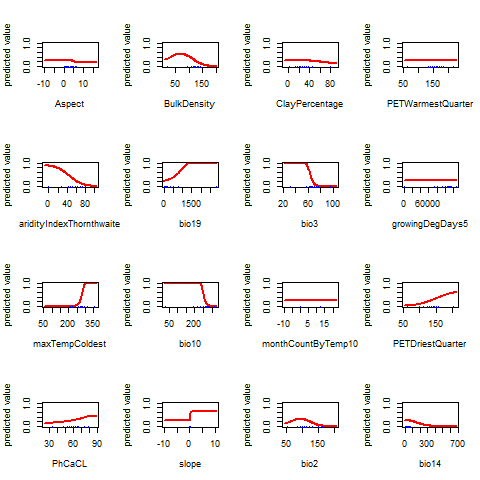 predicted value 0.0 1.0 -10 0 10 Aspect
predicted value 0.0 1.0 50 150 BulkDensity
predicted value 0.0 1.0 0 40 80 ClayPercentage
predicted value 0.0 1.0 50 150 PETWarmestQuarter
predicted value 0.0 1.0 0 40 80 aridityIndexThornthwaite
predicted value 0.0 1.0 0 1500 bio19
predicted value 0.0 1.0 20 60 100 bio3
predicted value 0.0 1.0 0 60000 growingDegDays5
predicted value 0.0 1.0 50 200 350 maxTempColdest
predicted value 0.0 1.0 50 200 bio10
predicted value 0.0 1.0 -10 0 15 monthCountByTemp10
predicted value 0.0 1.0 50 150 PETDriestQuarter
predicted value 0.0 1.0 30 50 70 90 PhCaCL
predicted value 0.0 1.0 -10 0 10 slope
predicted value 0.0 1.0 50 150 bio2
predicted value 0.0 1.0 0 300 700 bio14